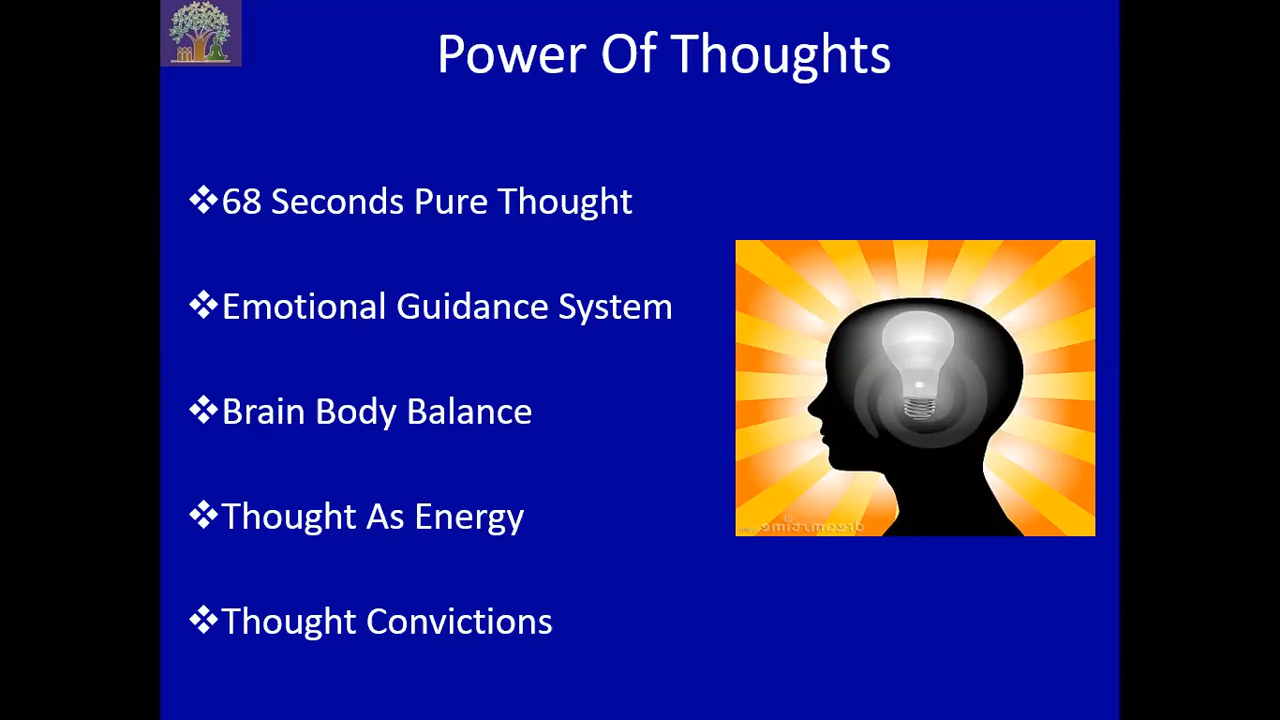 Power Of Thoughts
❖68 Seconds Pure Thought
❖Emotional Guidance System
❖Brain Body Balance
❖Thought As Energy
❖Thought Convictions